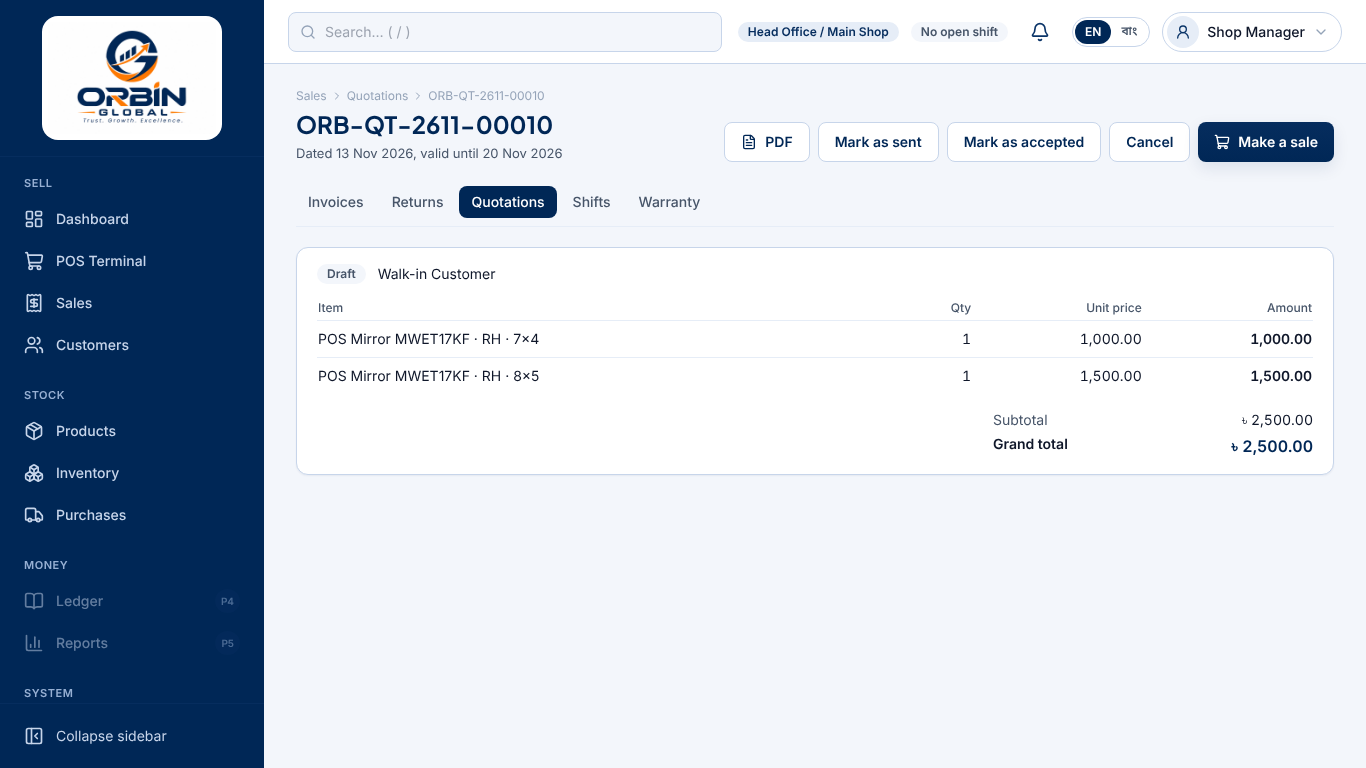 ORBIN
GLOBAL
Trust. Growth. Excellence.
SELL
Dashboard
POS Terminal
Sales
Customers
STOCK
Products
Inventory
Purchases
MONEY
Ledger P4
Reports P5
SYSTEM
Collapse sidebar
Search... ( / )
Head Office / Main Shop
No open shift
EN
বাং
Shop Manager
Sales > Quotations > ORB-QT-2611-00010
ORB-QT-2611-00010
Dated 13 Nov 2026, valid until 20 Nov 2026
PDF
Mark as sent
Mark as accepted
Cancel
Make a sale
Invoices Returns Quotations Shifts Warranty
Draft Walk-in Customer
Item Qty Unit price Amount
POS Mirror MWET17KF · RH · 7×4 1 1,000.00 1,000.00
POS Mirror MWET17KF · RH · 8×5 1 1,500.00 1,500.00
Subtotal ৳ 2,500.00
Grand total ৳ 2,500.00